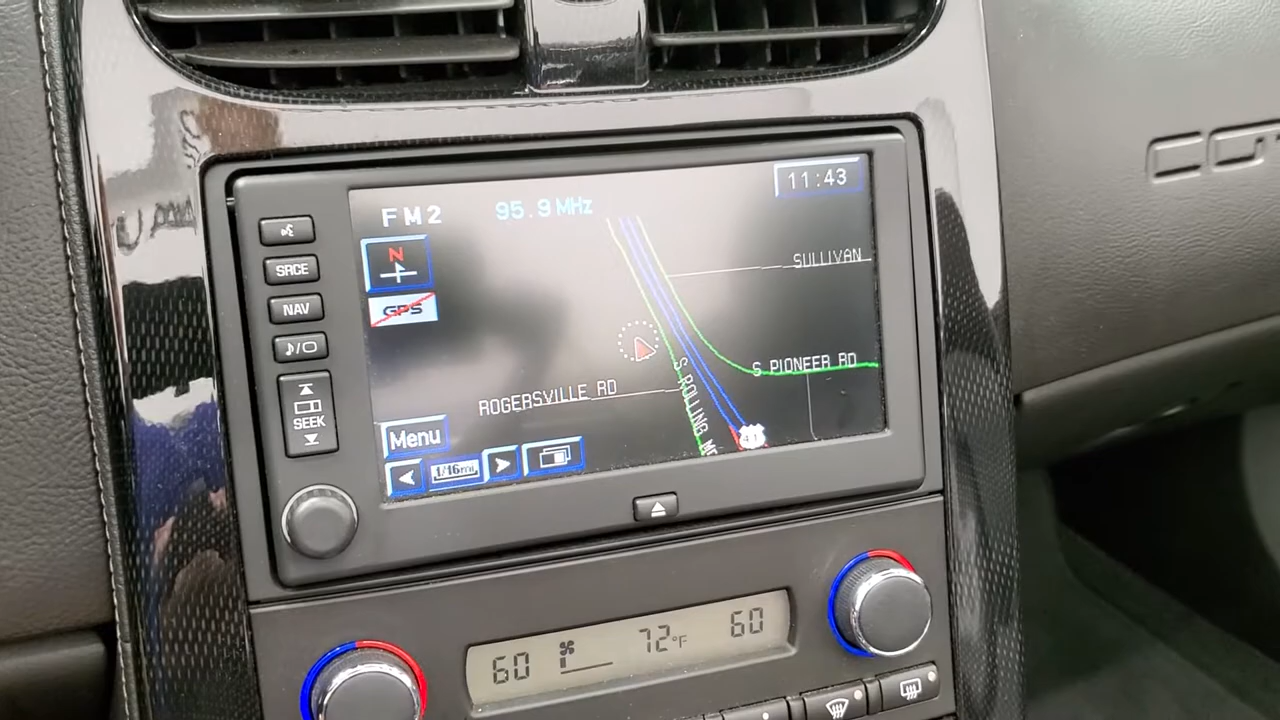 11:43
FM2 95.9 MHz
N
GPS
SULLIVAN
S PIONEER RD
ROGERSVILLE RD
S ROLLING
41
Menu
1/16mi
SRCE
NAV
SEEK
60 72°F 60